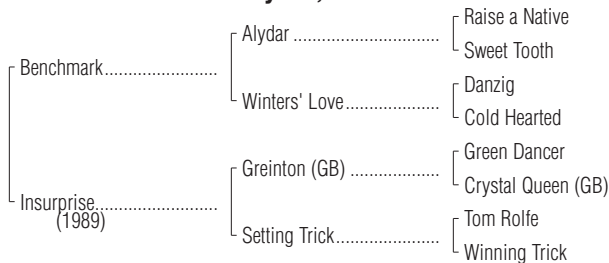 Raise a Native
Alydar ........................................
Sweet Tooth
Benchmark..............................
Danzig
Winters' Love.........................
Cold Hearted
Green Dancer
Greinton (GB) ........................
Crystal Queen (GB)
Insurprise.................................
(1989)
Tom Rolfe
Setting Trick...........................
Winning Trick